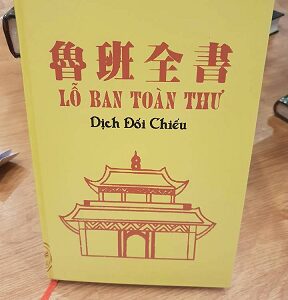 魯班全書
LỖ BAN TOÀN THƯ
Dịch Đối Chiếu